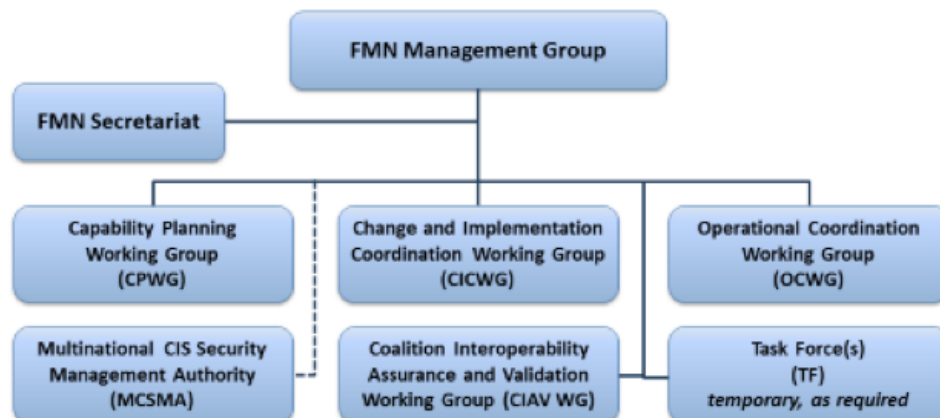 FMN Management Group
FMN Secretariat
Capability Planning
Working Group
(CPWG)
Change and Implementation
Coordination Working Group
(CICWG)
Operational Coordination
Working Group
(OCWG)
Multinational CIS Security
Management Authority
(MCSMA)
Coalition Interoperability
Assurance and Validation
Working Group (CIAV WG)
Task Force(s)
(TF)
temporary, as required